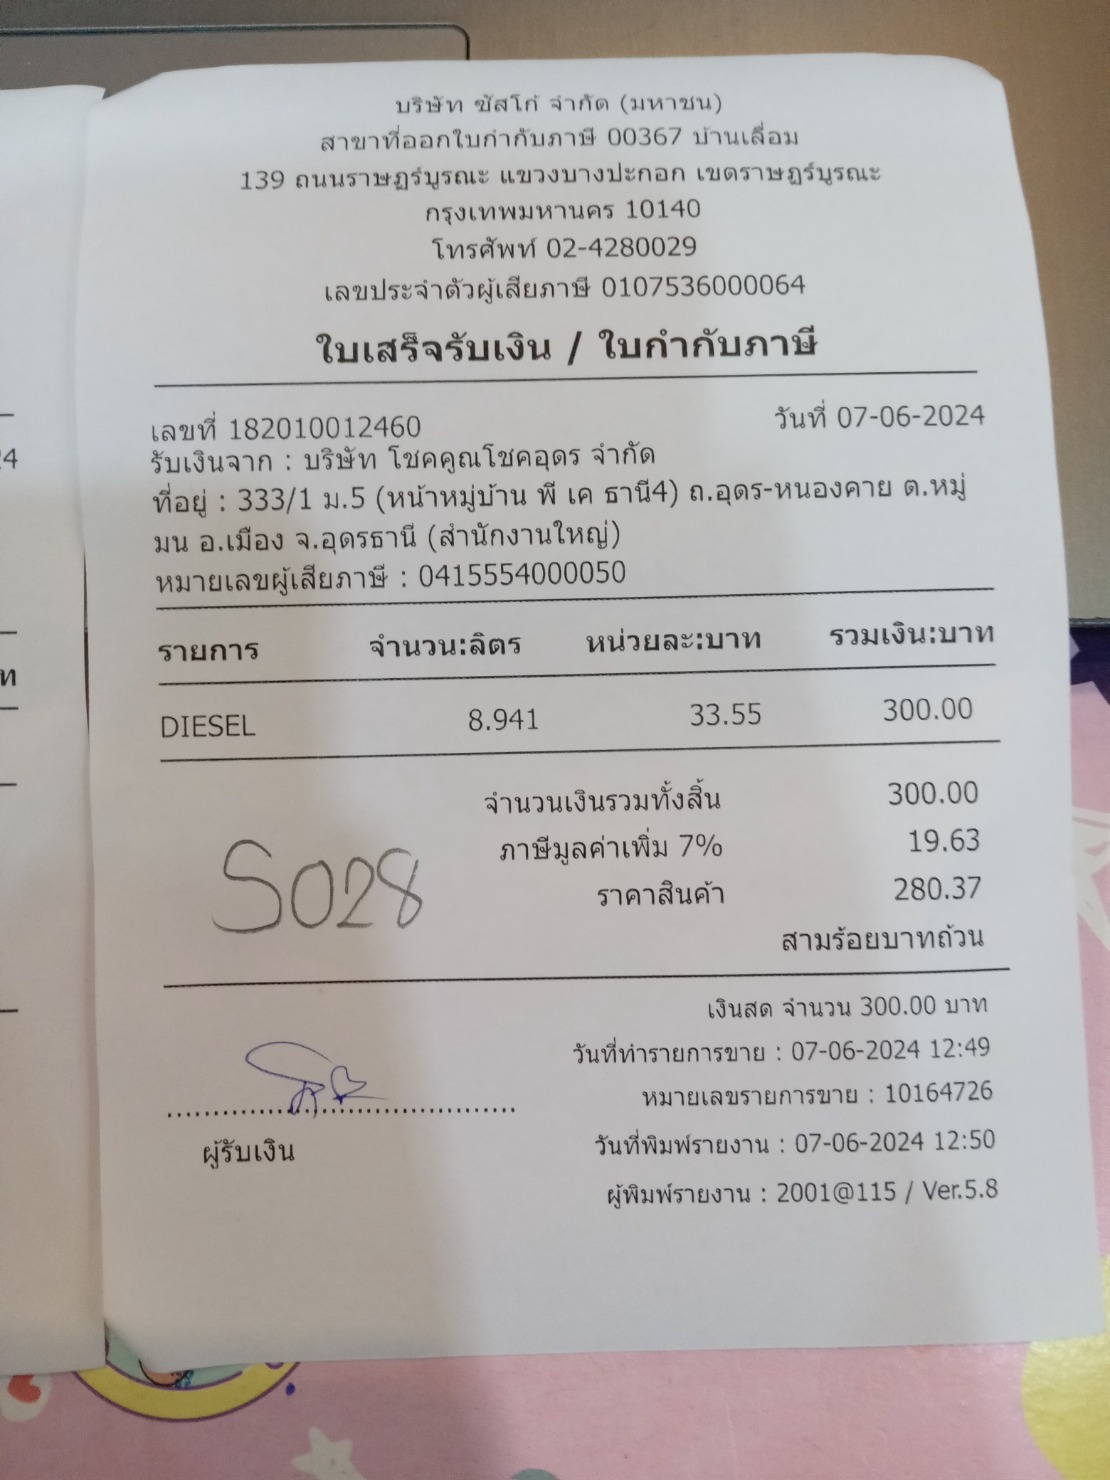 บริษัท ซัสโก้ จำกัด (มหาชน)
สาขาที่ออกใบกำกับภาษี 00367 บ้านเลื่อม
139 ถนนราษฎร์บูรณะ แขวงบางปะกอก เขตราษฎร์บูรณะ
กรุงเทพมหานคร 10140
โทรศัพท์ 02-4280029
เลขประจำตัวผู้เสียภาษี 0107536000064
ใบเสร็จรับเงิน / ใบกำกับภาษี
เลขที่ 182010012460 วันที่ 07-06-2024
รับเงินจาก : บริษัท โชคคูณโชคอุดร จำกัด
ที่อยู่ : 333/1 ม.5 (หน้าหมู่บ้าน พี เค ธานี4) ถ.อุดร-หนองคาย ต.หมู่
มน อ.เมือง จ.อุดรธานี (สำนักงานใหญ่)
หมายเลขผู้เสียภาษี : 0415554000050
รายการ จำนวน:ลิตร หน่วยละ:บาท รวมเงิน:บาท
DIESEL 8.941 33.55 300.00
จำนวนเงินรวมทั้งสิ้น 300.00
ภาษีมูลค่าเพิ่ม 7% 19.63
S028
ราคาสินค้า 280.37
สามร้อยบาทถ้วน
เงินสด จำนวน 300.00 บาท
วันที่ทำรายการขาย : 07-06-2024 12:49
หมายเลขรายการขาย : 10164726
ผู้รับเงิน
วันที่พิมพ์รายงาน : 07-06-2024 12:50
ผู้พิมพ์รายงาน : 2001@115 / Ver.5.8